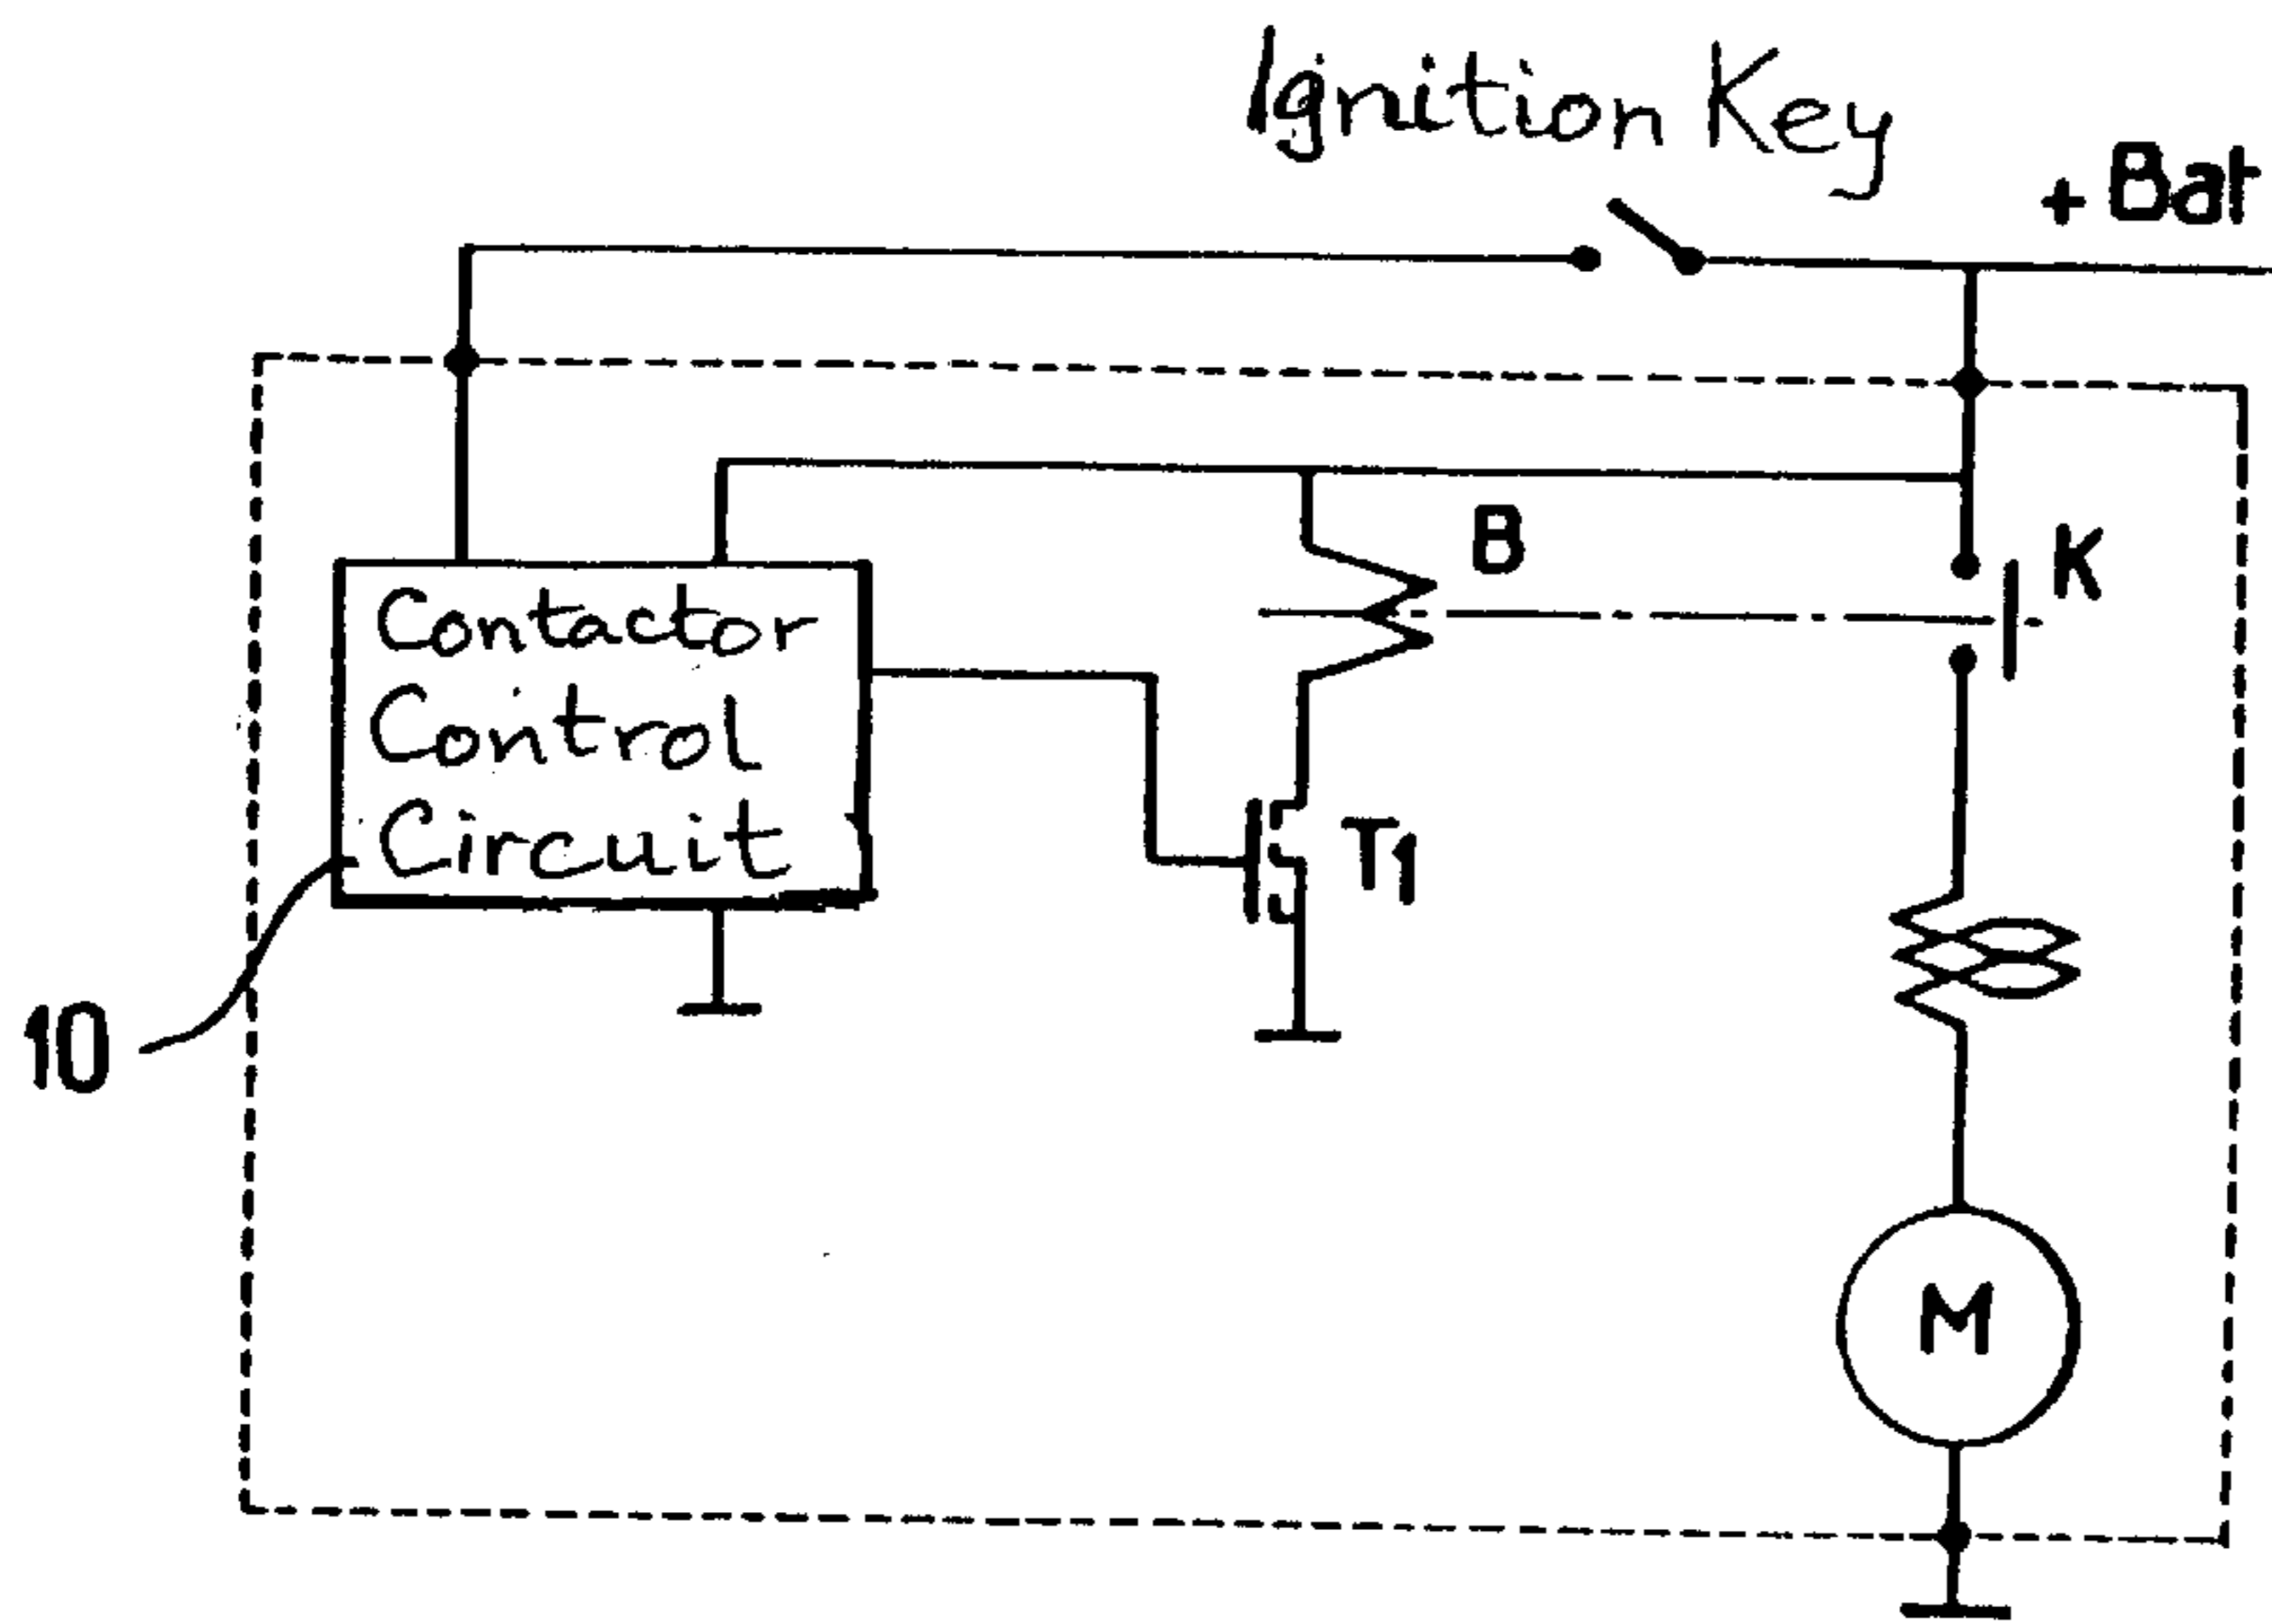 Ignition Key
+ Bat
B
K
Contactor
Control
Circuit
T1
10
M